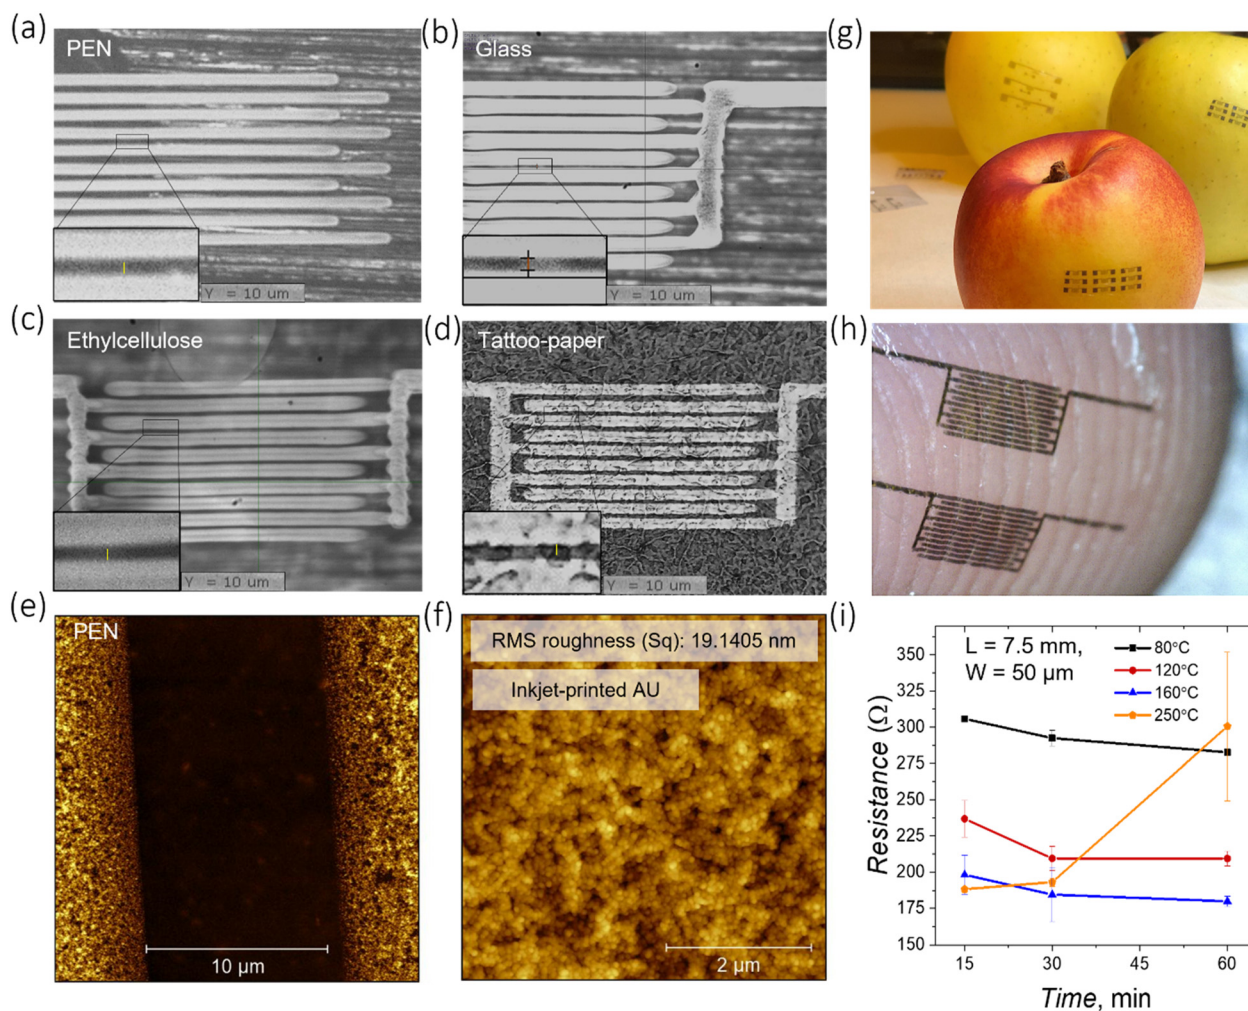 (a)
PEN
Y = 10 um
(b)
Glass
Y = 10 um
(g)
(c)
Ethylcellulose
Y = 10 um
(d)
Tattoo-paper
Y = 10 um
(h)
(e)
PEN
10 µm
(f)
RMS roughness (Sq): 19.1405 nm
Inkjet-printed AU
2 µm
(i)
L = 7.5 mm,
W = 50 µm
80°C
120°C
160°C
250°C
Resistance (Ω)
350
325
300
275
250
225
200
175
150
15
30
45
60
Time, min